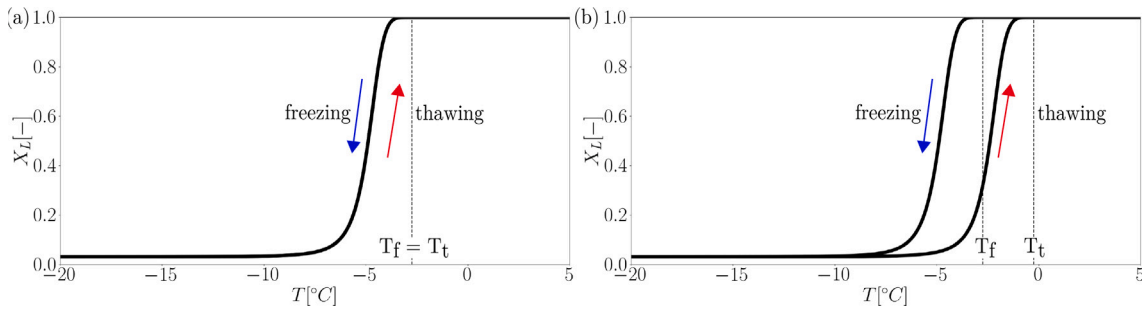 (a)
1.0
0.8
0.6
0.4
0.2
0.0
X_L[−]
freezing
thawing
T_f = T_t
−20 −15 −10 −5 0 5
T[°C]
(b)
1.0
0.8
0.6
0.4
0.2
0.0
X_L[−]
freezing
thawing
T_f T_t
−20 −15 −10 −5 0 5
T[°C]